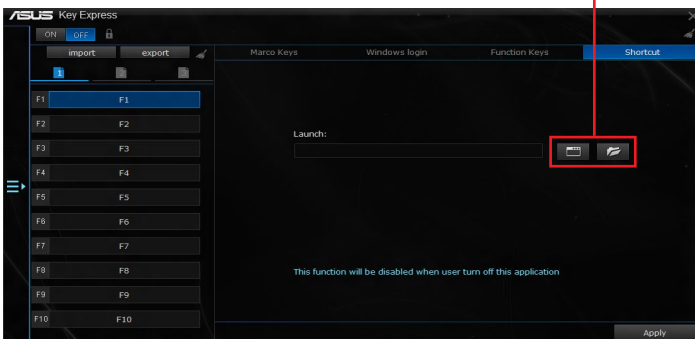 ASUS Key Express
ON OFF
import export
Marco Keys Windows login Function Keys Shortcut
1 2 3
F1 F1
F2 F2
F3 F3
F4 F4
F5 F5
F6 F6
F7 F7
F8 F8
F9 F9
F10 F10
Launch:
This function will be disabled when user turn off this application
Apply